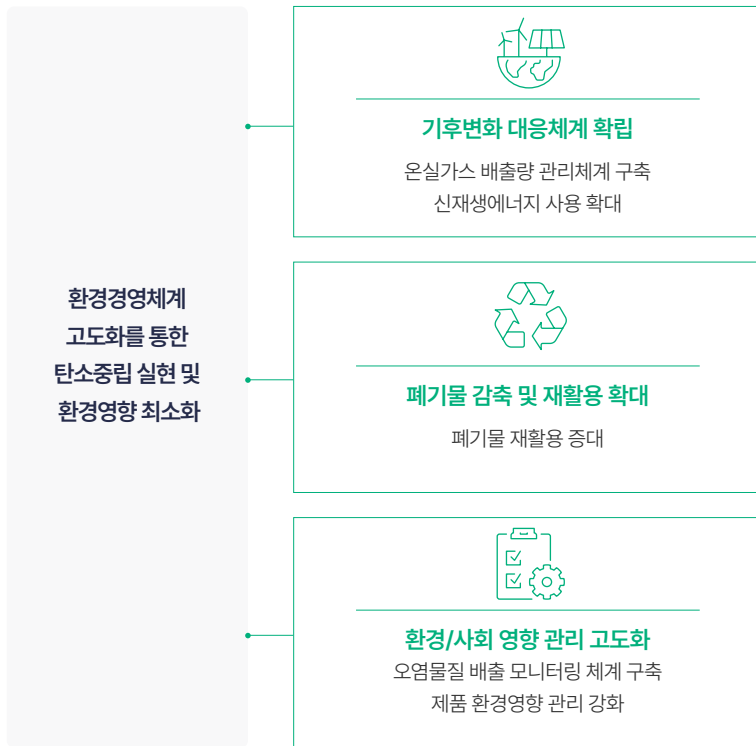 환경경영체계
고도화를 통한
탄소중립 실현 및
환경영향 최소화
기후변화 대응체계 확립
온실가스 배출량 관리체계 구축
신재생에너지 사용 확대
폐기물 감축 및 재활용 확대
폐기물 재활용 증대
환경/사회 영향 관리 고도화
오염물질 배출 모니터링 체계 구축
제품 환경영향 관리 강화